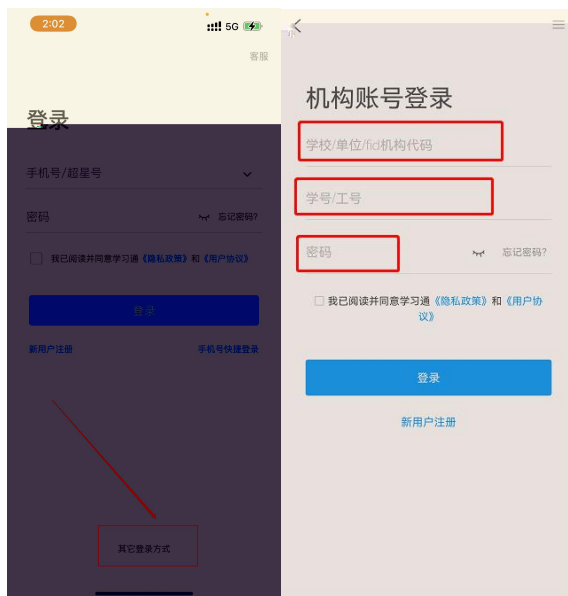 2:02
5G
客服
登录
手机号/超星号
密码
忘记密码?
我已阅读并同意学习通《隐私政策》和《用户协议》
登录
新用户注册
手机号快捷登录
其它登录方式
机构账号登录
学校/单位/fid机构代码
学号/工号
密码
忘记密码?
我已阅读并同意学习通《隐私政策》和《用户协
议》
登录
新用户注册